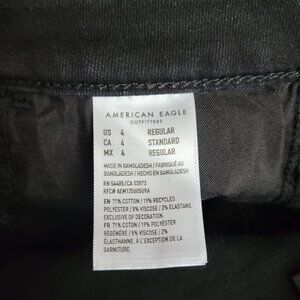 AMERICAN EAGLE
OUTFITTERS
US 4 REGULAR
CA 4 STANDARD
MX 4 REGULAR
MADE IN BANGLADESH / FABRIQUÉ AU
BANGLADESH / HECHO EN BANGLADESH
RN 54485/CA 03973
EN 71% COTTON / 19% RECYCLED
POLYESTER / 8% VISCOSE / 2% ELASTANE.
EXCLUSIVE OF DECORATION.
FR 71% COTON / 19% POLYESTER
RÉGÉNÉRÉ / 8% VISCOSE / 2%
ÉLASTHANNE. À L'EXCEPTION DE LA
GARNITURE.